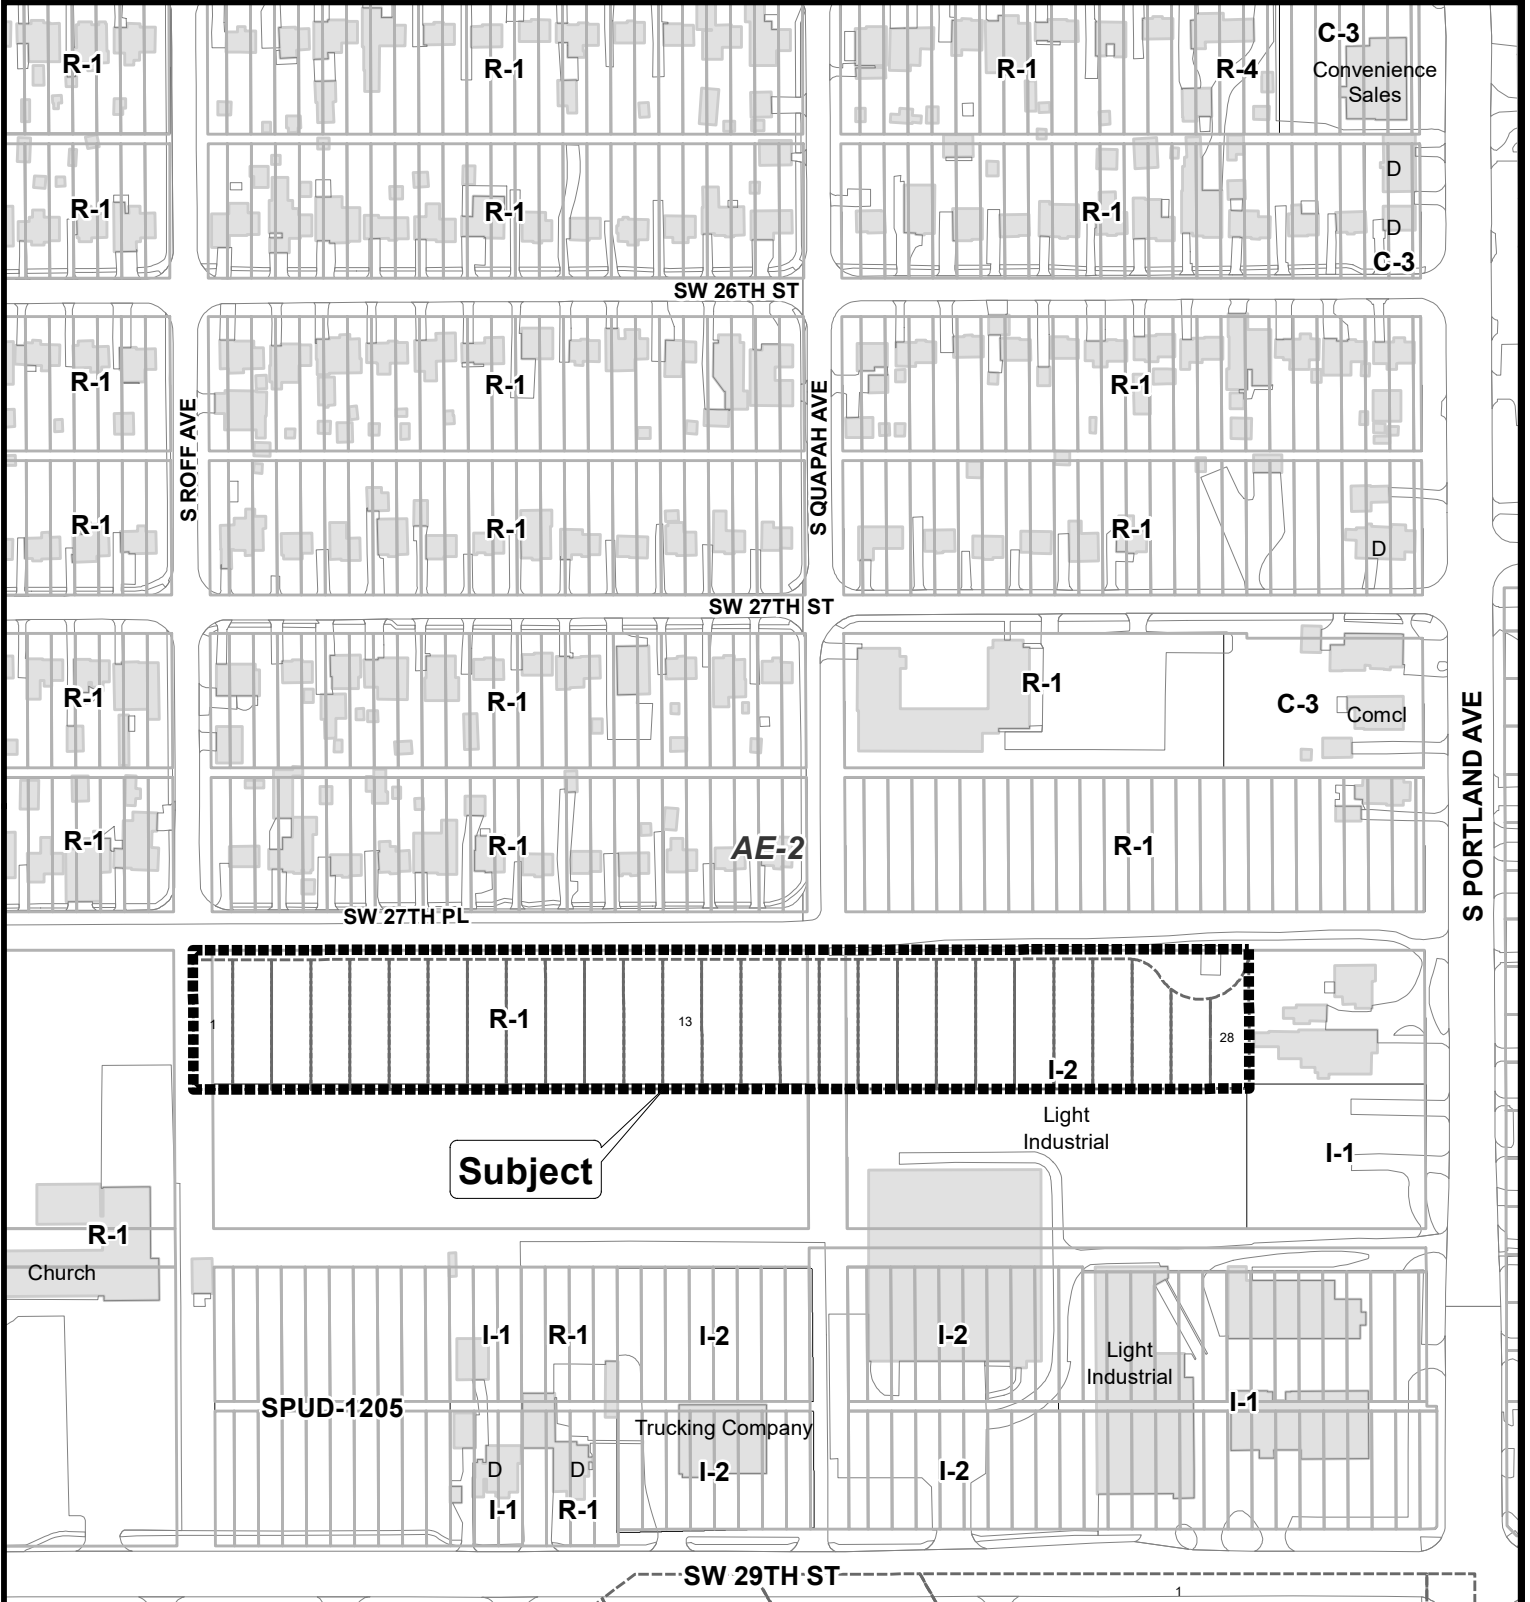 C-3
R-1
R-1
R-1
R-4
Convenience
Sales
D
R-1
R-1
R-1
D
C-3
SW 26TH ST
R-1
R-1
R-1
S ROFF AVE
S QUAPAH AVE
R-1
R-1
R-1
D
SW 27TH ST
R-1
R-1
R-1
C-3
Comcl
S PORTLAND AVE
R-1
R-1
AE-2
R-1
SW 27TH PL
1
R-1
13
28
I-2
Light
Industrial
Subject
I-1
R-1
Church
I-1
R-1
I-2
I-2
Light
Industrial
SPUD-1205
I-1
Trucking Company
D
D
I-2
I-2
I-1
R-1
SW 29TH ST
1